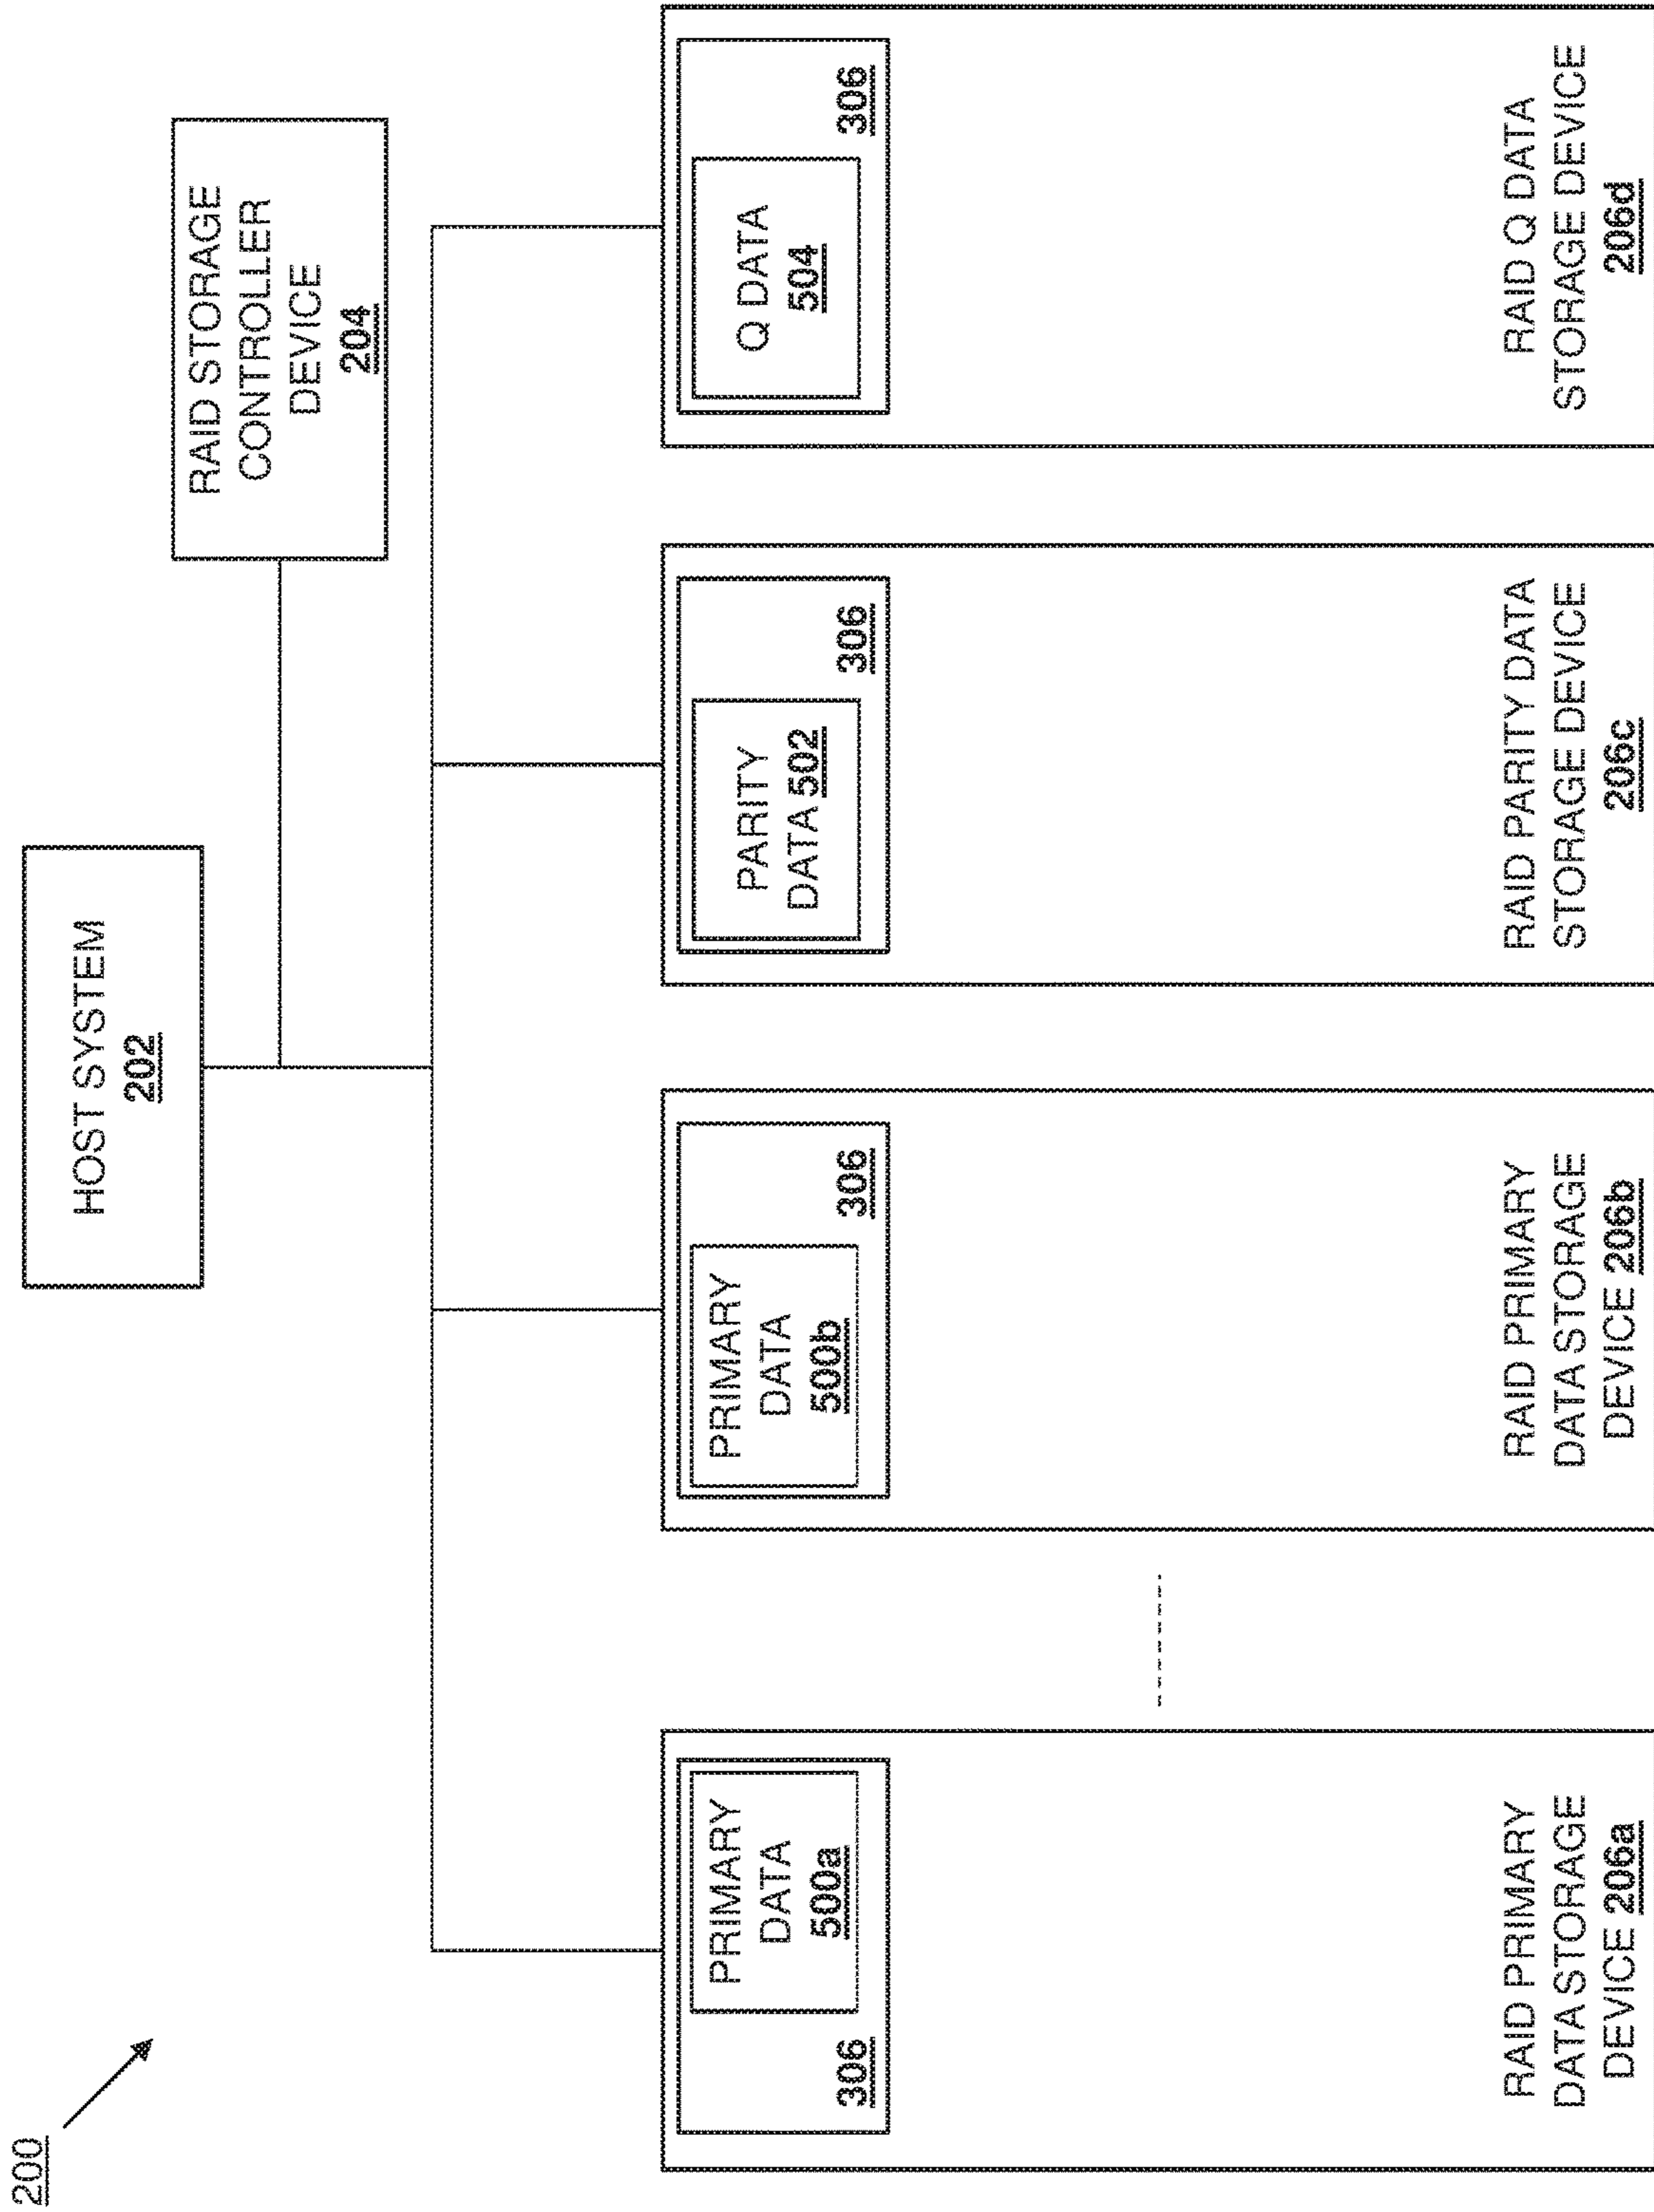 200
HOST SYSTEM
202
RAID STORAGE
CONTROLLER
DEVICE
204
306
PRIMARY
DATA
500a
RAID PRIMARY
DATA STORAGE
DEVICE 206a
PRIMARY
DATA
500b
306
RAID PRIMARY
DATA STORAGE
DEVICE 206b
PARITY
DATA 502
306
RAID PARITY DATA
STORAGE DEVICE
206c
Q DATA
504
306
RAID Q DATA
STORAGE DEVICE
206d